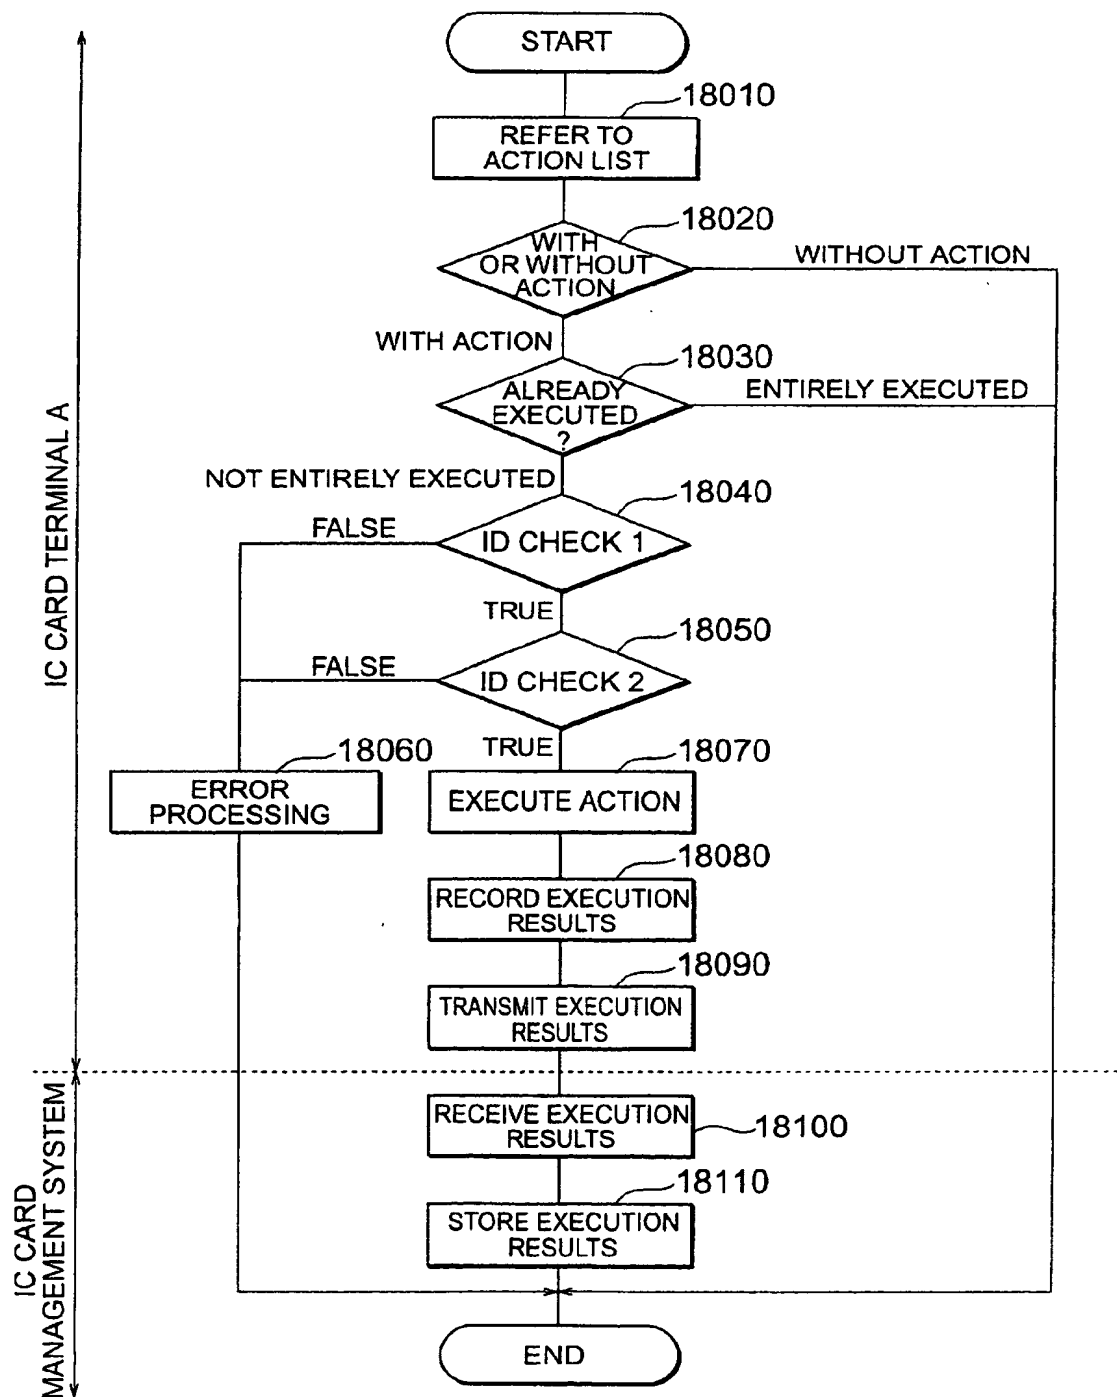 START
18010
REFER TO
ACTION LIST
18020
WITH
OR WITHOUT
ACTION
WITHOUT ACTION
WITH ACTION
18030
ALREADY
EXECUTED
?
ENTIRELY EXECUTED
NOT ENTIRELY EXECUTED
18040
FALSE
ID CHECK 1
TRUE
18050
FALSE
ID CHECK 2
TRUE
18060
ERROR
PROCESSING
18070
EXECUTE ACTION
18080
RECORD EXECUTION
RESULTS
18090
TRANSMIT EXECUTION
RESULTS
IC CARD TERMINAL A
RECEIVE EXECUTION
RESULTS
18100
18110
STORE EXECUTION
RESULTS
IC CARD
MANAGEMENT SYSTEM
END